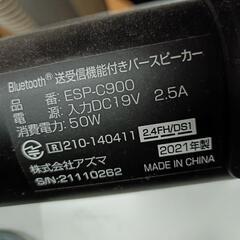 Bluetooth® 送受信機能付きバースピーカー
品番:ESP-C900
電源:入力DC19V 2.5A
消費電力:50W
R 210-140411 2.4FH/DS1
株式会社アズマ 2021年製
S/N:21110262 MADE IN CHINA